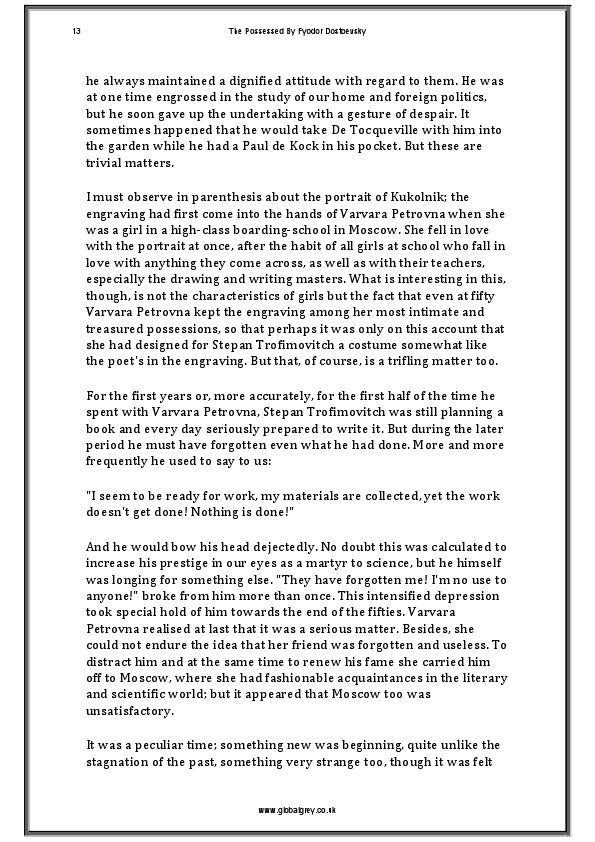 13
The Possessed By Fyodor Dostoevsky
he always maintained a dignified attitude with regard to them. He was
at one time engrossed in the study of our home and foreign politics,
but he soon gave up the undertaking with a gesture of despair. It
sometimes happened that he would take De Tocqueville with him into
the garden while he had a Paul de Kock in his pocket. But these are
trivial matters.
I must observe in parenthesis about the portrait of Kukolnik; the
engraving had first come into the hands of Varvara Petrovna when she
was a girl in a high-class boarding-school in Moscow. She fell in love
with the portrait at once, after the habit of all girls at school who fall in
love with anything they come across, as well as with their teachers,
especially the drawing and writing masters. What is interesting in this,
though, is not the characteristics of girls but the fact that even at fifty
Varvara Petrovna kept the engraving among her most intimate and
treasured possessions, so that perhaps it was only on this account that
she had designed for Stepan Trofimovitch a costume somewhat like
the poet's in the engraving. But that, of course, is a trifling matter too.
For the first years or, more accurately, for the first half of the time he
spent with Varvara Petrovna, Stepan Trofimovitch was still planning a
book and every day seriously prepared to write it. But during the later
period he must have forgotten even what he had done. More and more
frequently he used to say to us:
"I seem to be ready for work, my materials are collected, yet the work
doesn't get done! Nothing is done!"
And he would bow his head dejectedly. No doubt this was calculated to
increase his prestige in our eyes as a martyr to science, but he himself
was longing for something else. "They have forgotten me! I'm no use to
anyone!" broke from him more than once. This intensified depression
took special hold of him towards the end of the fifties. Varvara
Petrovna realised at last that it was a serious matter. Besides, she
could not endure the idea that her friend was forgotten and useless. To
distract him and at the same time to renew his fame she carried him
off to Moscow, where she had fashionable acquaintances in the literary
and scientific world; but it appeared that Moscow too was
unsatisfactory.
It was a peculiar time; something new was beginning, quite unlike the
stagnation of the past, something very strange too, though it was felt
www.globalgrey.co.uk